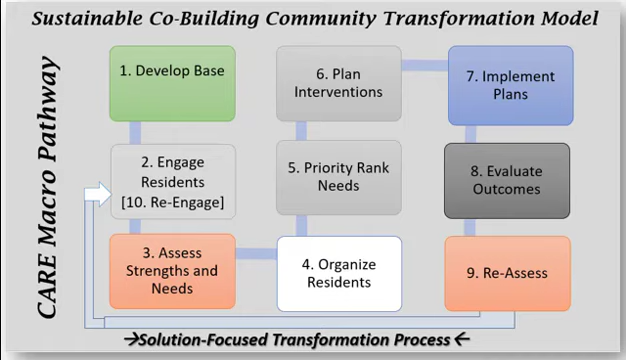 Sustainable Co-Building Community Transformation Model
CARE Macro Pathway
1. Develop Base
2. Engage
Residents
[10. Re-Engage]
3. Assess
Strengths and
Needs
4. Organize
Residents
5. Priority Rank
Needs
6. Plan
Interventions
7. Implement
Plans
8. Evaluate
Outcomes
9. Re-Assess
→Solution-Focused Transformation Process←